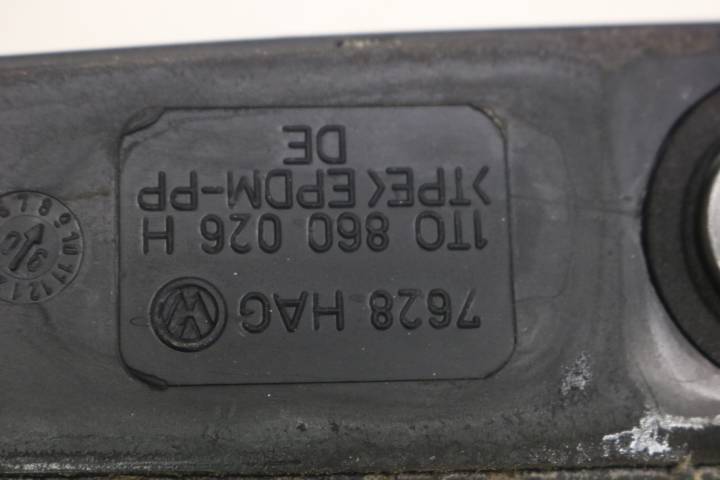 7628 HAG
1T0 860 026 H
>TPE< EPDM-PP
DE